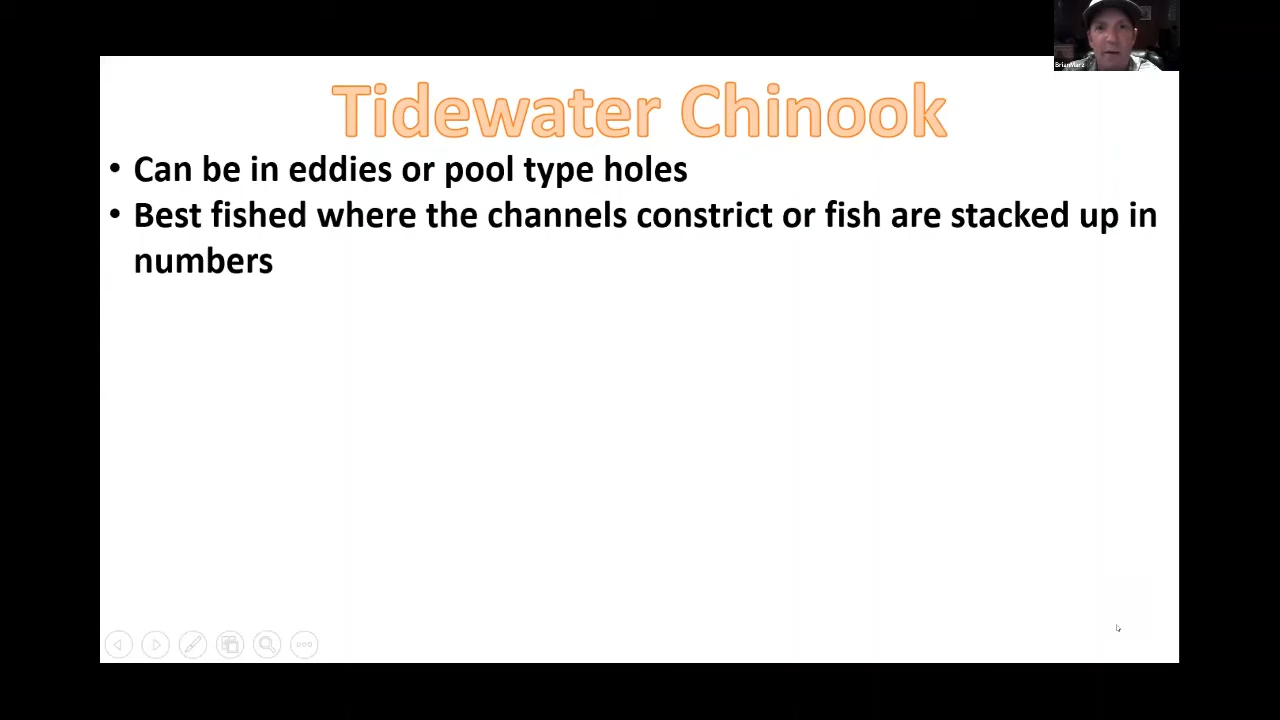 BrianMarz
Tidewater Chinook
• Can be in eddies or pool type holes
• Best fished where the channels constrict or fish are stacked up in
numbers